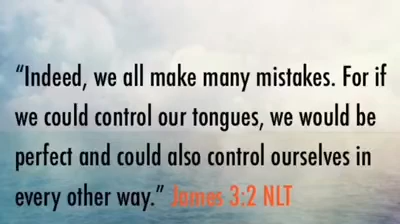 “Indeed, we all make many mistakes. For if
we could control our tongues, we would be
perfect and could also control ourselves in
every other way.” James 3:2 NLT